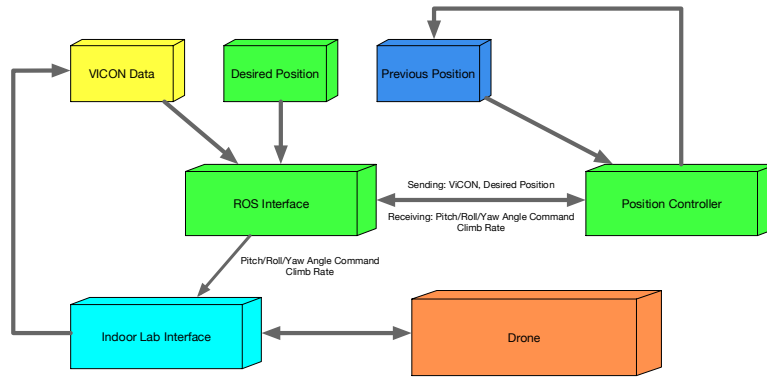 VICON Data
Desired Position
Previous Position
ROS Interface
Sending: ViCON, Desired Position
Receiving: Pitch/Roll/Yaw Angle Command
Climb Rate
Position Controller
Pitch/Roll/Yaw Angle Command
Climb Rate
Indoor Lab Interface
Drone